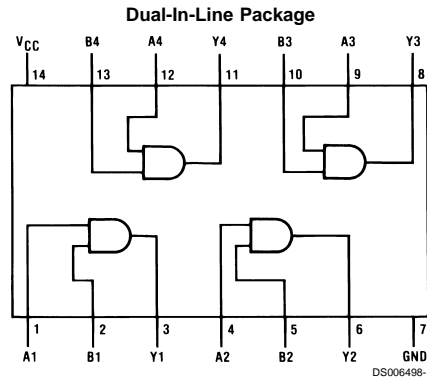 Dual-In-Line Package
VCC B4 A4 Y4 B3 A3 Y3
14 13 12 11 10 9 8
1 2 3 4 5 6 7
A1 B1 Y1 A2 B2 Y2 GND
DS006498-